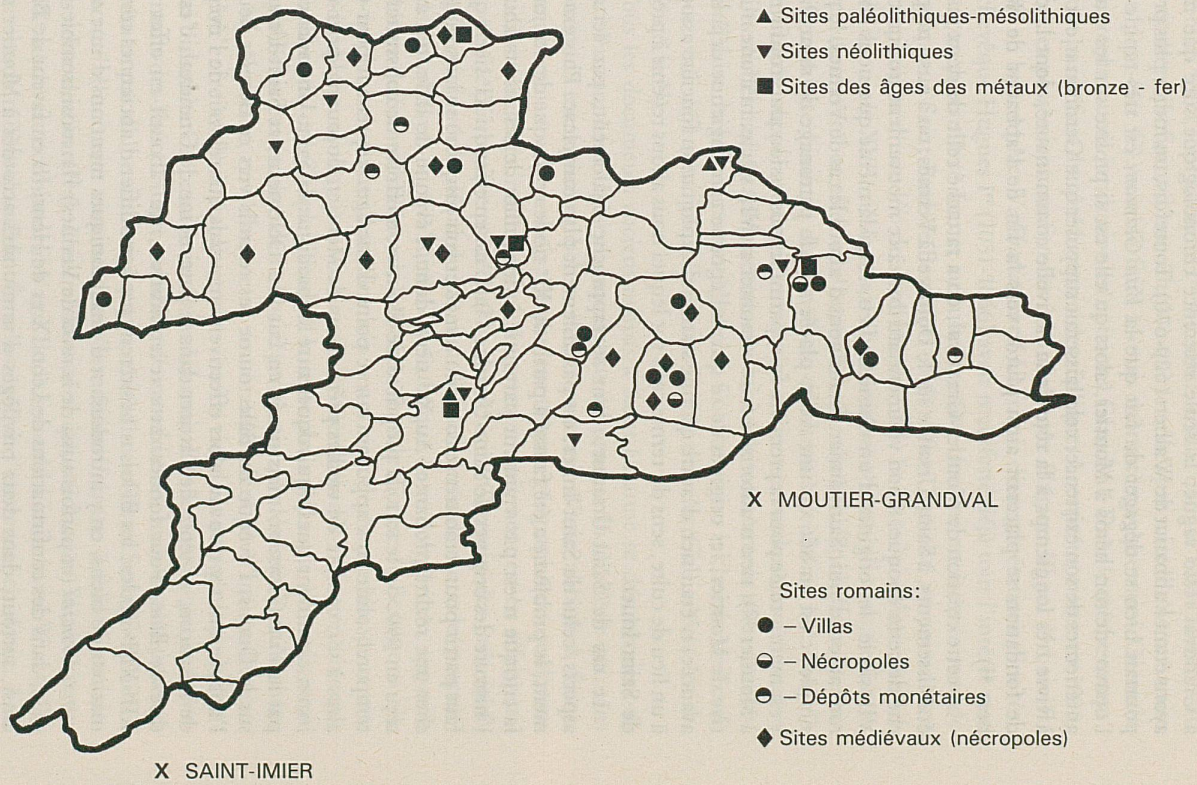 ▲ Sites paléolithiques-mésolithiques
▼ Sites néolithiques
■ Sites des âges des métaux (bronze - fer)
X MOUTIER-GRANDVAL
Sites romains:
● – Villas
◒ – Nécropoles
◓ – Dépôts monétaires
◆ Sites médiévaux (nécropoles)
X SAINT-IMIER